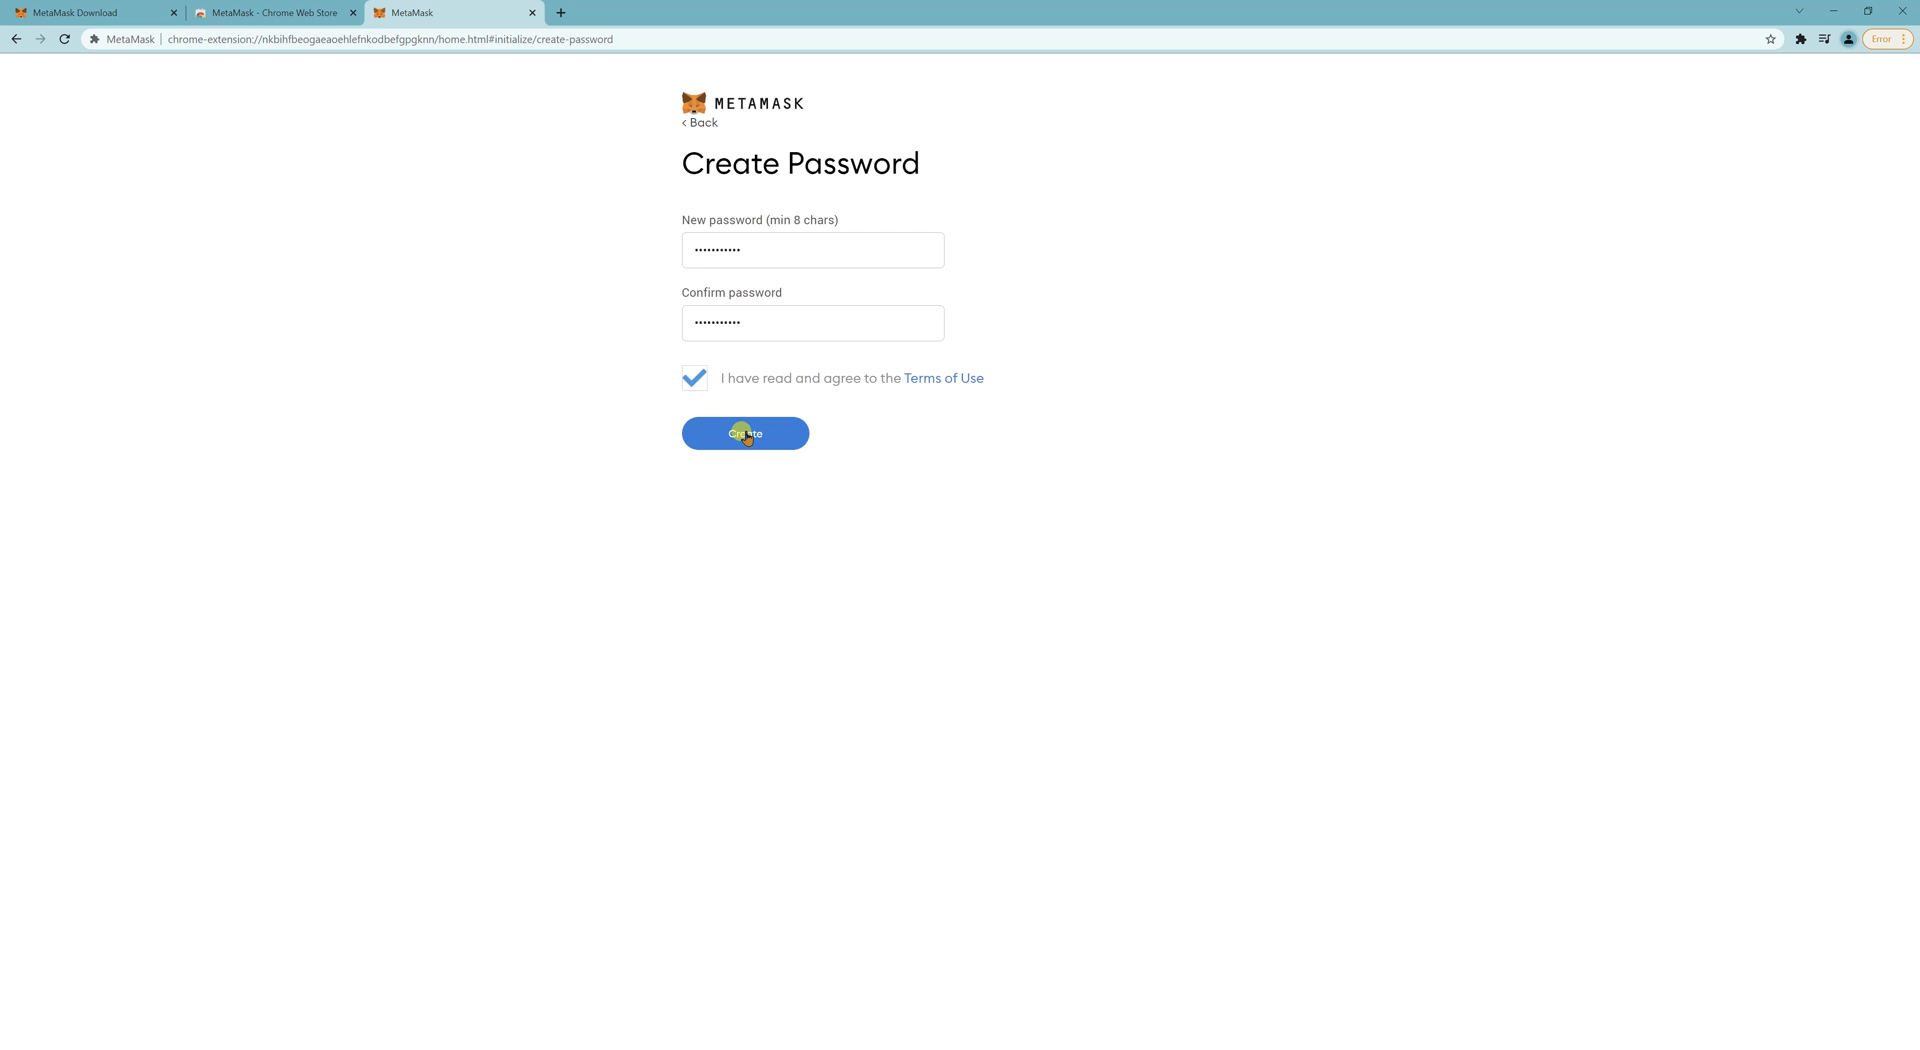 MetaMask Download
MetaMask - Chrome Web Store
MetaMask
MetaMask | chrome-extension://nkbihfbeogaeaoehlefnkodbefgpgknn/home.html#initialize/create-password
Error
METAMASK
< Back
Create Password
New password (min 8 chars)
•••••••••••
Confirm password
•••••••••••
I have read and agree to the Terms of Use
Create